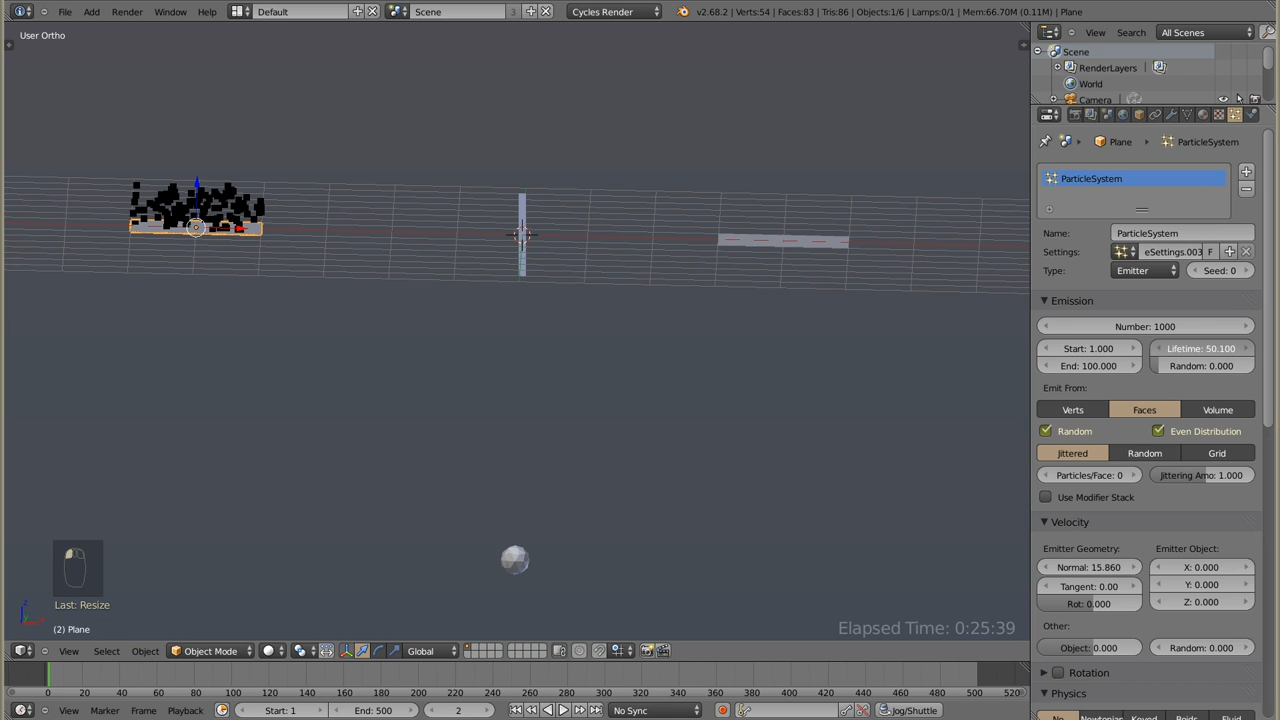 File Render Window Help Default Scene 3 Cycles Render v2.68.2 | Verts:54 | Faces:83 | Tris:86 | Objects:1/6 | Lamps:0/1 | Mem:66.70M (0.11M) | Plane
User Ortho
View Search All Scenes
Scene
RenderLayers
World
Camera
Plane ParticleSystem
ParticleSystem
Name: ParticleSystem
Settings: eSettings.003 F
Type: Emitter Seed: 0
Emission
Number: 1000
Start: 1.000 Lifetime: 50.100
End: 100.000 Random: 0.000
Emit From:
Verts Faces Volume
Random Even Distribution
Jittered Random Grid
Particles/Face: 0 Jittering Amo: 1.000
Use Modifier Stack
Velocity
Emitter Geometry: Emitter Object:
Normal: 15.860 X: 0.000
Tangent: 0.00 Y: 0.000
Rot: 0.000 Z: 0.000
Other:
Object: 0.000 Random: 0.000
Rotation
Physics
No Newtonian Keyed Boids Fluid
Last: Resize
(2) Plane
Elapsed Time: 0:25:39
View Select Object Object Mode Global
0 20 40 60 80 100 120 140 160 180 200 220 240 260 280 300 320 340 360 380 400 420 440 460 480 500 520
View Marker Frame Playback Start: 1 End: 500 2 No Sync Jog/Shuttle